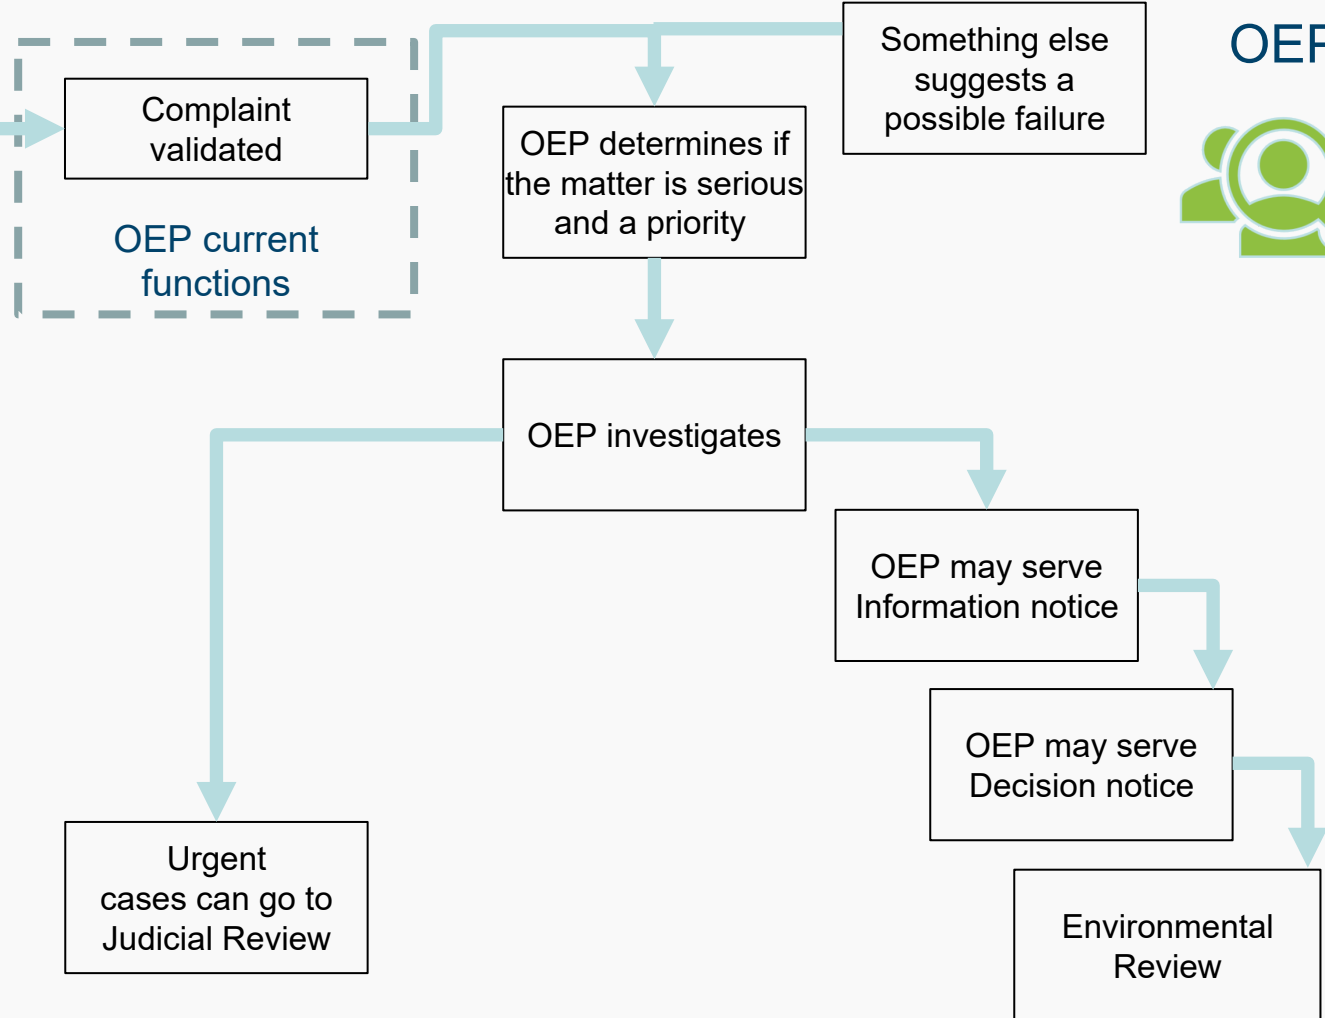 Something else
suggests a
possible failure
OEP
Complaint
validated
OEP determines if
the matter is serious
and a priority
OEP current
functions
OEP investigates
OEP may serve
Information notice
OEP may serve
Decision notice
Urgent
cases can go to
Judicial Review
Environmental
Review